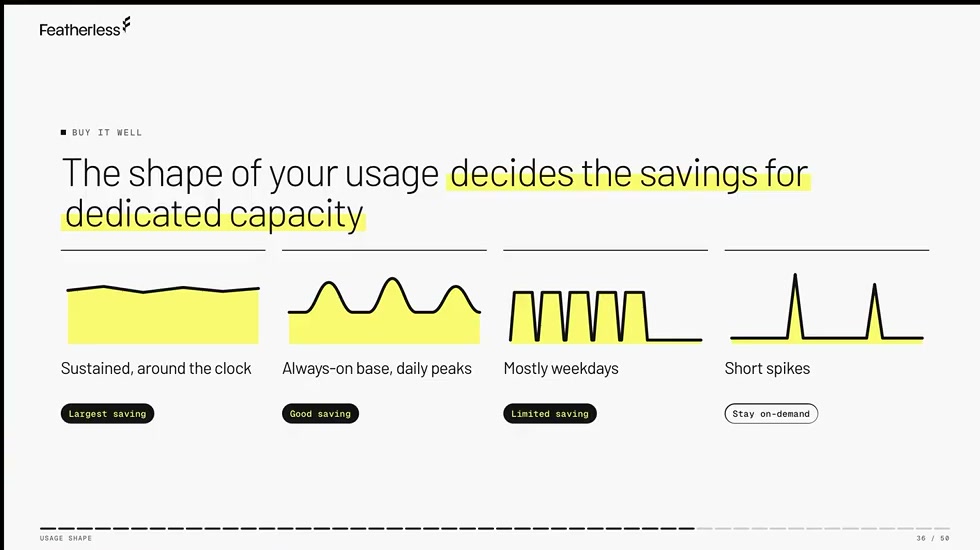 Featherless
BUY IT WELL
The shape of your usage decides the savings for
dedicated capacity
Sustained, around the clock
Always-on base, daily peaks
Mostly weekdays
Short spikes
Largest saving
Good saving
Limited saving
Stay on-demand
USAGE SHAPE
36 / 50